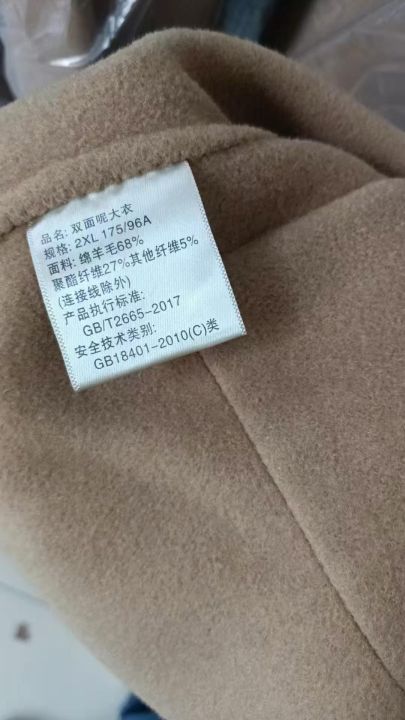 品名: 双面呢大衣
规格: 2XL 175/96A
面料: 绵羊毛68%
聚酯纤维27%其他纤维5%
(连接线除外)
产品执行标准:
GB/T2665-2017
安全技术类别:
GB18401-2010(C)类